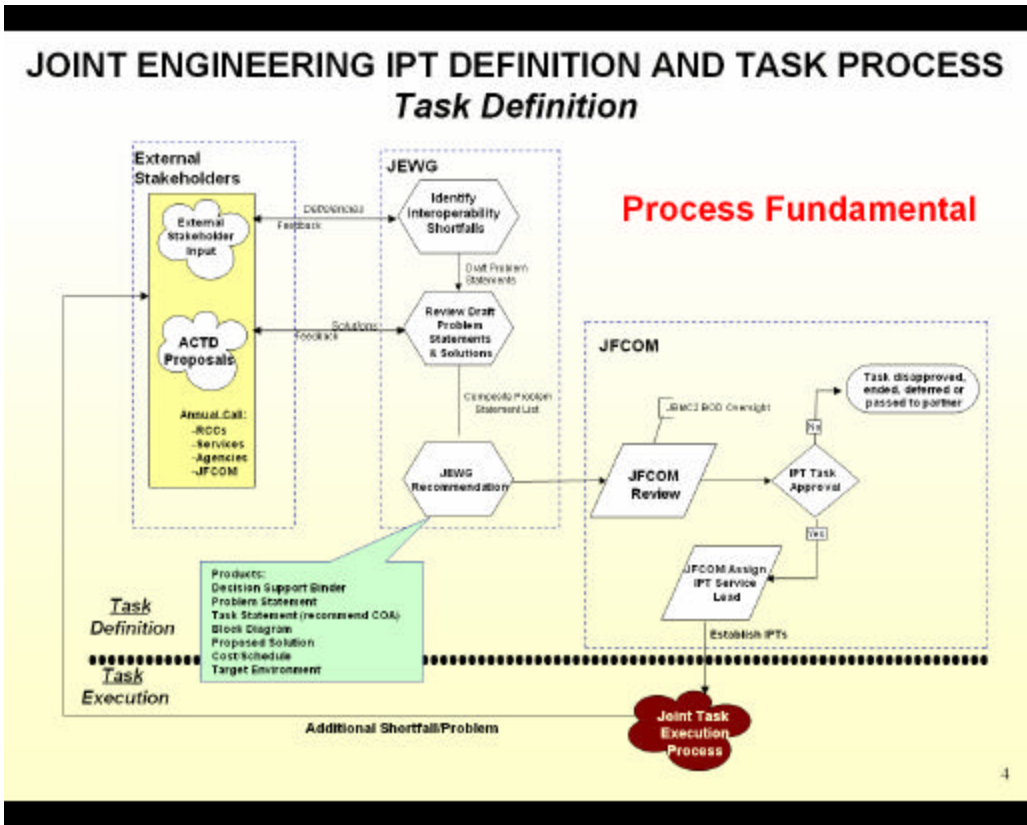 JOINT ENGINEERING IPT DEFINITION AND TASK PROCESS
Task Definition
External
Stakeholders
External
Stakeholder
Input
ACTD
Proposals
Annual Call:
-RCCs
-Services
-Agencies
-JFCOM
Deficiencies
Feedback
Solutions
Feedback
JEWG
Identify
Interoperability
Shortfalls
Draft Problem
Statements
Review Draft
Problem
Statements
& Solutions
Composite Problem
Statement List
JEWG
Recommendation
Process Fundamental
JFCOM
JBMC2 BOD Oversight
JFCOM
Review
IPT Task
Approval
No
Task disapproved,
ended, deferred or
passed to partner
Yes
JFCOM Assign
IPT Service
Lead
Establish IPTs
Products:
Decision Support Binder
Problem Statement
Task Statement (recommend COA)
Block Diagram
Proposed Solution
Cost/Schedule
Target Environment
Task
Definition
Task
Execution
Additional Shortfall/Problem
Joint Task
Execution
Process
4